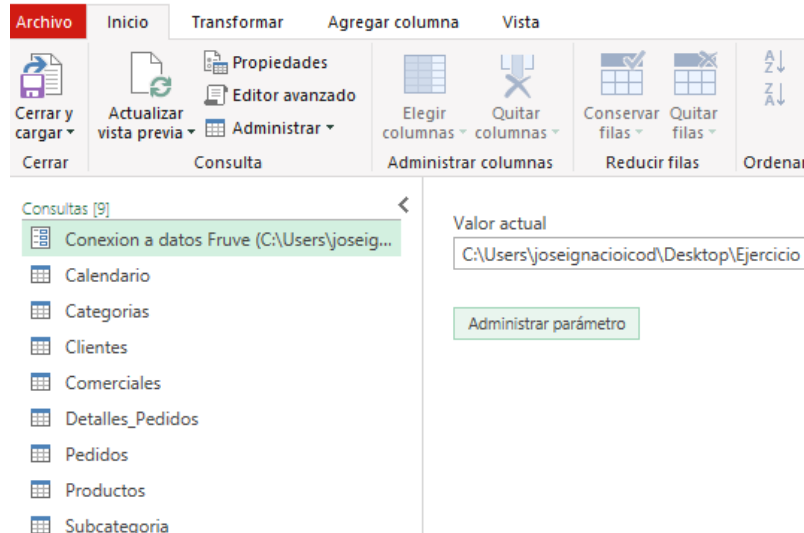 Archivo Inicio Transformar Agregar columna Vista
Propiedades
Editor avanzado
Administrar
Cerrar y
cargar
Actualizar
vista previa
Elegir
columnas
Quitar
columnas
Conservar
filas
Quitar
filas
A
Z
Z
A
Cerrar Consulta Administrar columnas Reducir filas Ordenar
Consultas [9]
Conexion a datos Fruve (C:\Users\joseig...
Calendario
Categorias
Clientes
Comerciales
Detalles_Pedidos
Pedidos
Productos
Subcategoria
Valor actual
C:\Users\joseignacioicod\Desktop\Ejercicio
Administrar parámetro